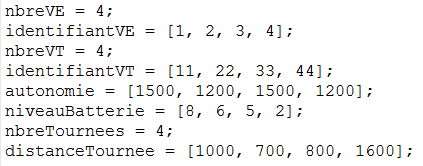 nbreVE = 4;
identifiantVE = [1, 2, 3, 4];
nbreVT = 4;
identifiantVT = [11, 22, 33, 44];
autonomie = [1500, 1200, 1500, 1200];
niveauBatterie = [8, 6, 5, 2];
nbreTournees = 4;
distanceTournee = [1000, 700, 800, 1600];